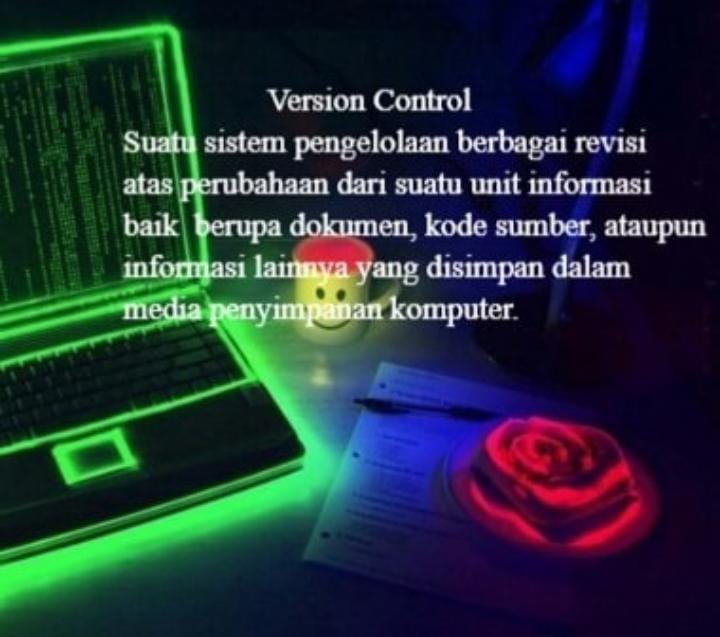 Version Control
Suatu sistem pengelolaan berbagai revisi
atas perubahaan dari suatu unit informasi
baik berupa dokumen, kode sumber, ataupun
informasi lainnya yang disimpan dalam
media penyimpanan komputer.